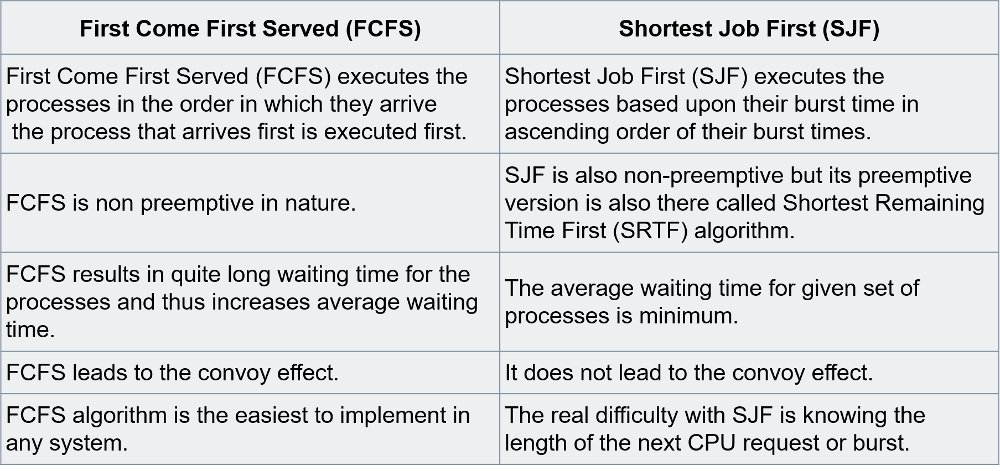 First Come First Served (FCFS)
Shortest Job First (SJF)
First Come First Served (FCFS) executes the
processes in the order in which they arrive
the process that arrives first is executed first.
Shortest Job First (SJF) executes the
processes based upon their burst time in
ascending order of their burst times.
FCFS is non preemptive in nature.
SJF is also non-preemptive but its preemptive
version is also there called Shortest Remaining
Time First (SRTF) algorithm.
FCFS results in quite long waiting time for the
processes and thus increases average waiting
time.
The average waiting time for given set of
processes is minimum.
FCFS leads to the convoy effect.
It does not lead to the convoy effect.
FCFS algorithm is the easiest to implement in
any system.
The real difficulty with SJF is knowing the
length of the next CPU request or burst.